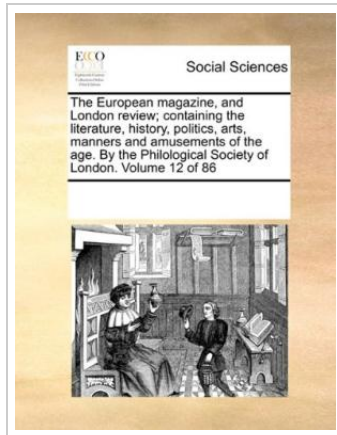 ECCO
Social Sciences
The European magazine, and
London review; containing the
literature, history, politics, arts,
manners and amusements of the
age. By the Philological Society of
London. Volume 12 of 86